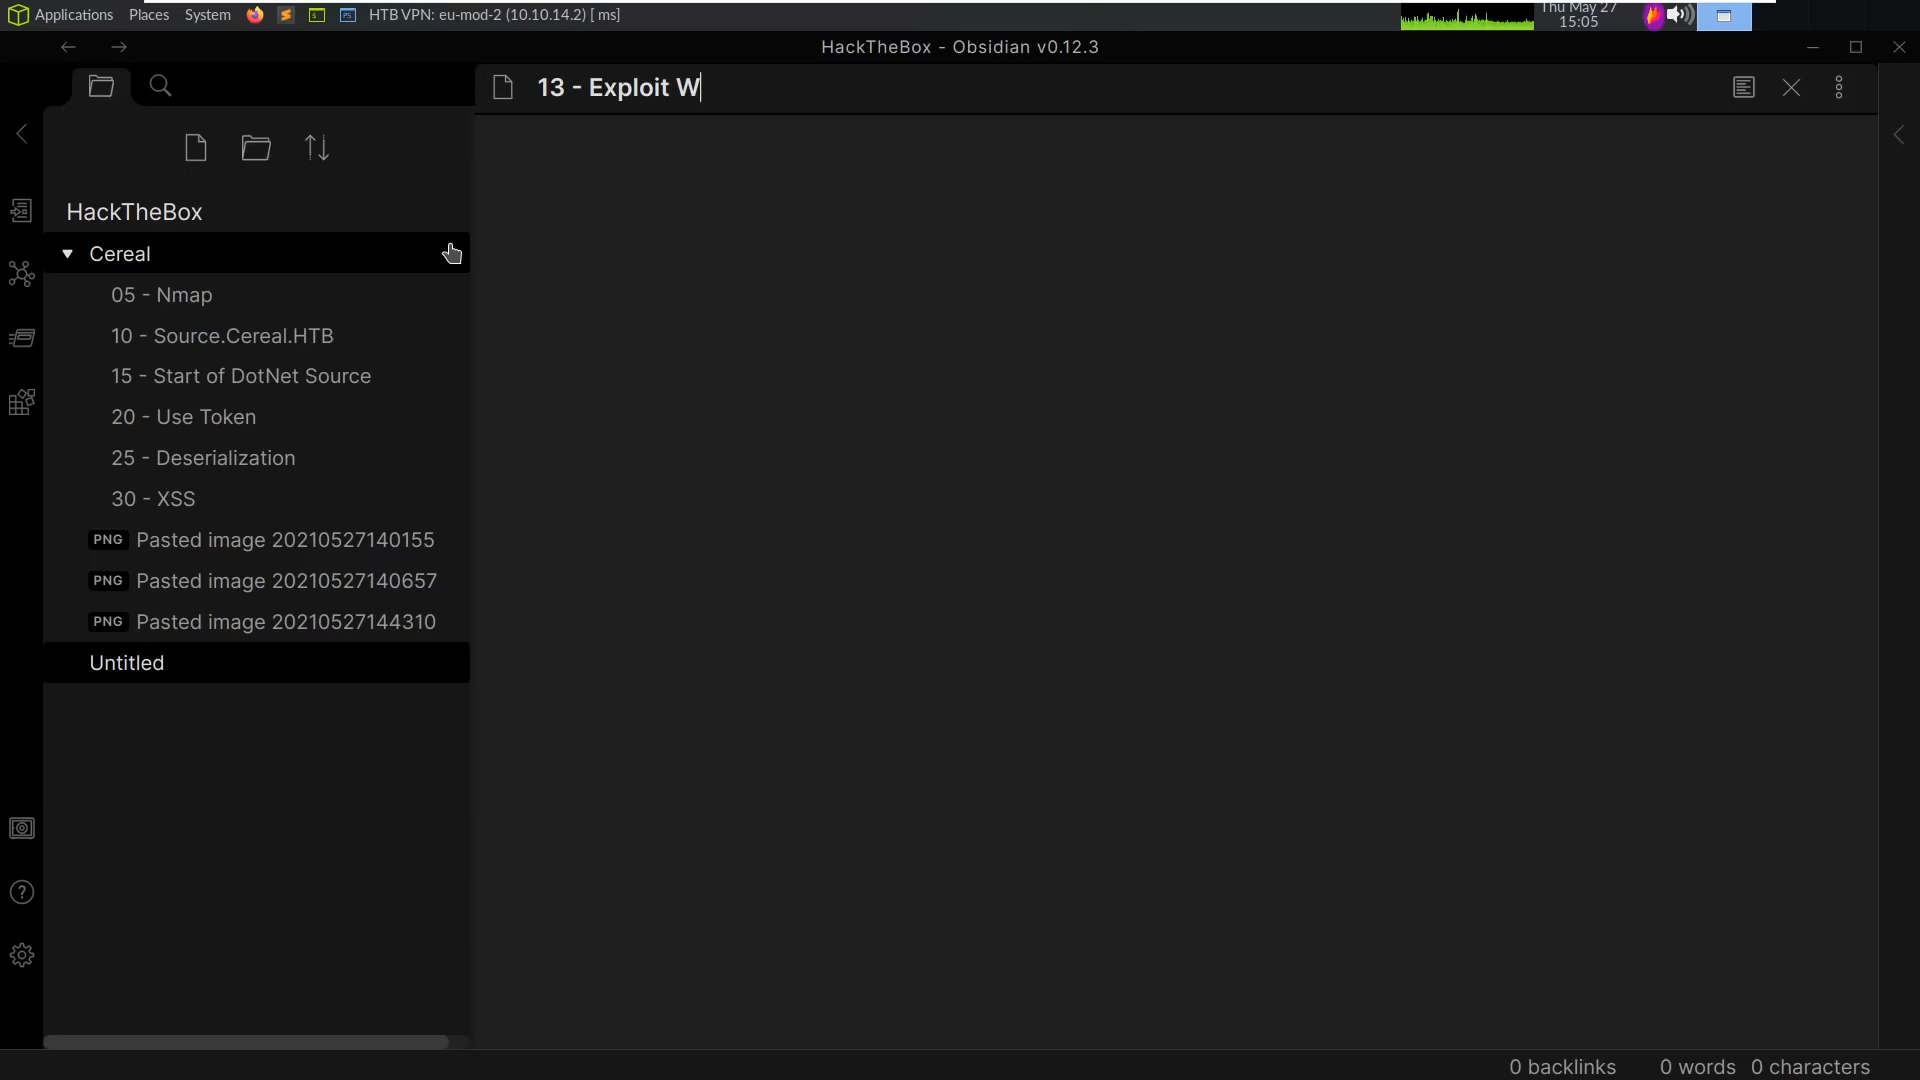 Applications Places System HTB VPN: eu-mod-2 (10.10.14.2) [ ms] Thu May 27
15:05
HackTheBox - Obsidian v0.12.3
13 - Exploit W
HackTheBox
Cereal
05 - Nmap
10 - Source.Cereal.HTB
15 - Start of DotNet Source
20 - Use Token
25 - Deserialization
30 - XSS
PNG Pasted image 20210527140155
PNG Pasted image 20210527140657
PNG Pasted image 20210527144310
Untitled
0 backlinks 0 words 0 characters